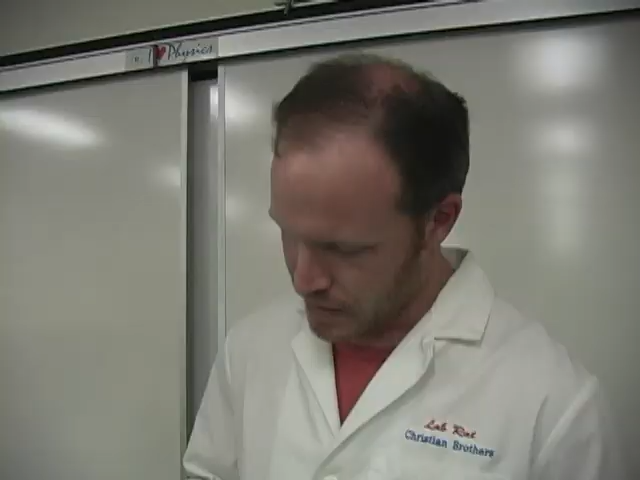 I ♥ Physics
Lab Rat
Christian Brothers